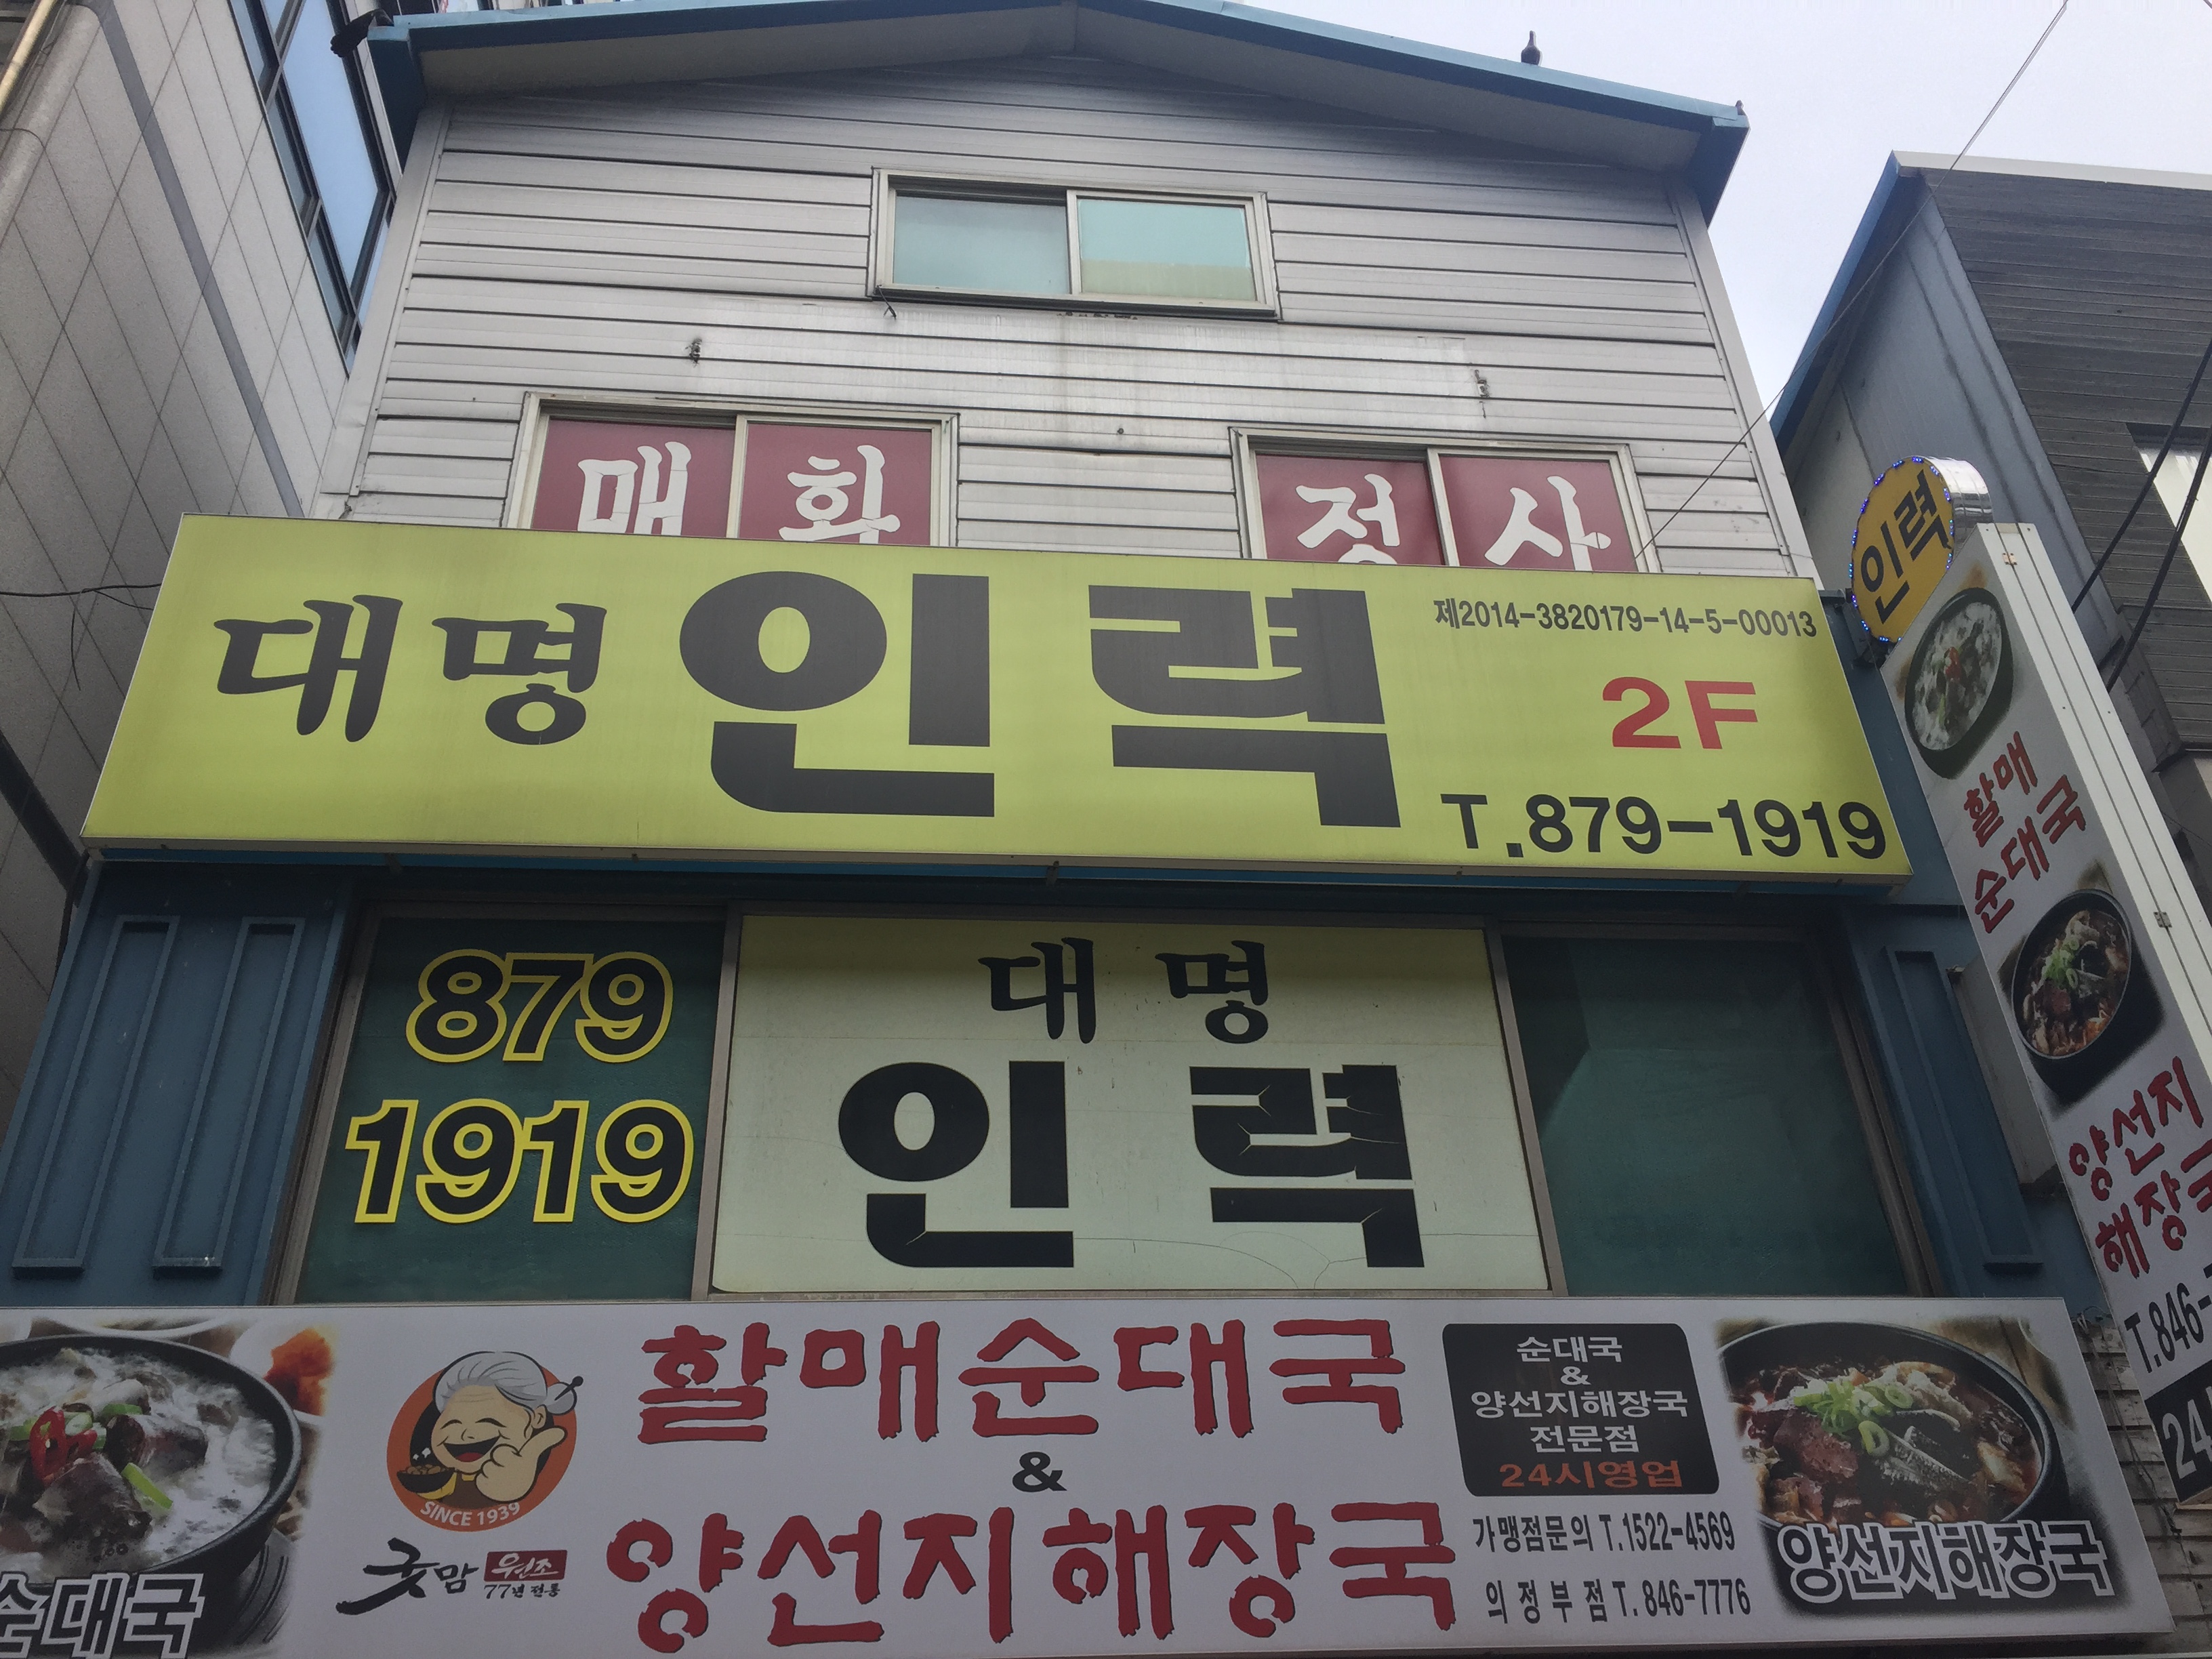 매화 정사
인력
대명인력
제2014-3820179-14-5-00013
2F
T.879-1919
879
1919
대명
인력
할매
순대국
양선지
해장국
T.846-7
24
순대국
SINCE 1939
굿맘 원조
77년 전통
할매순대국
&
양선지해장국
순대국
&
양선지해장국
전문점
24시영업
가맹점문의 T.1522-4569
의정부점 T. 846-7776
양선지해장국